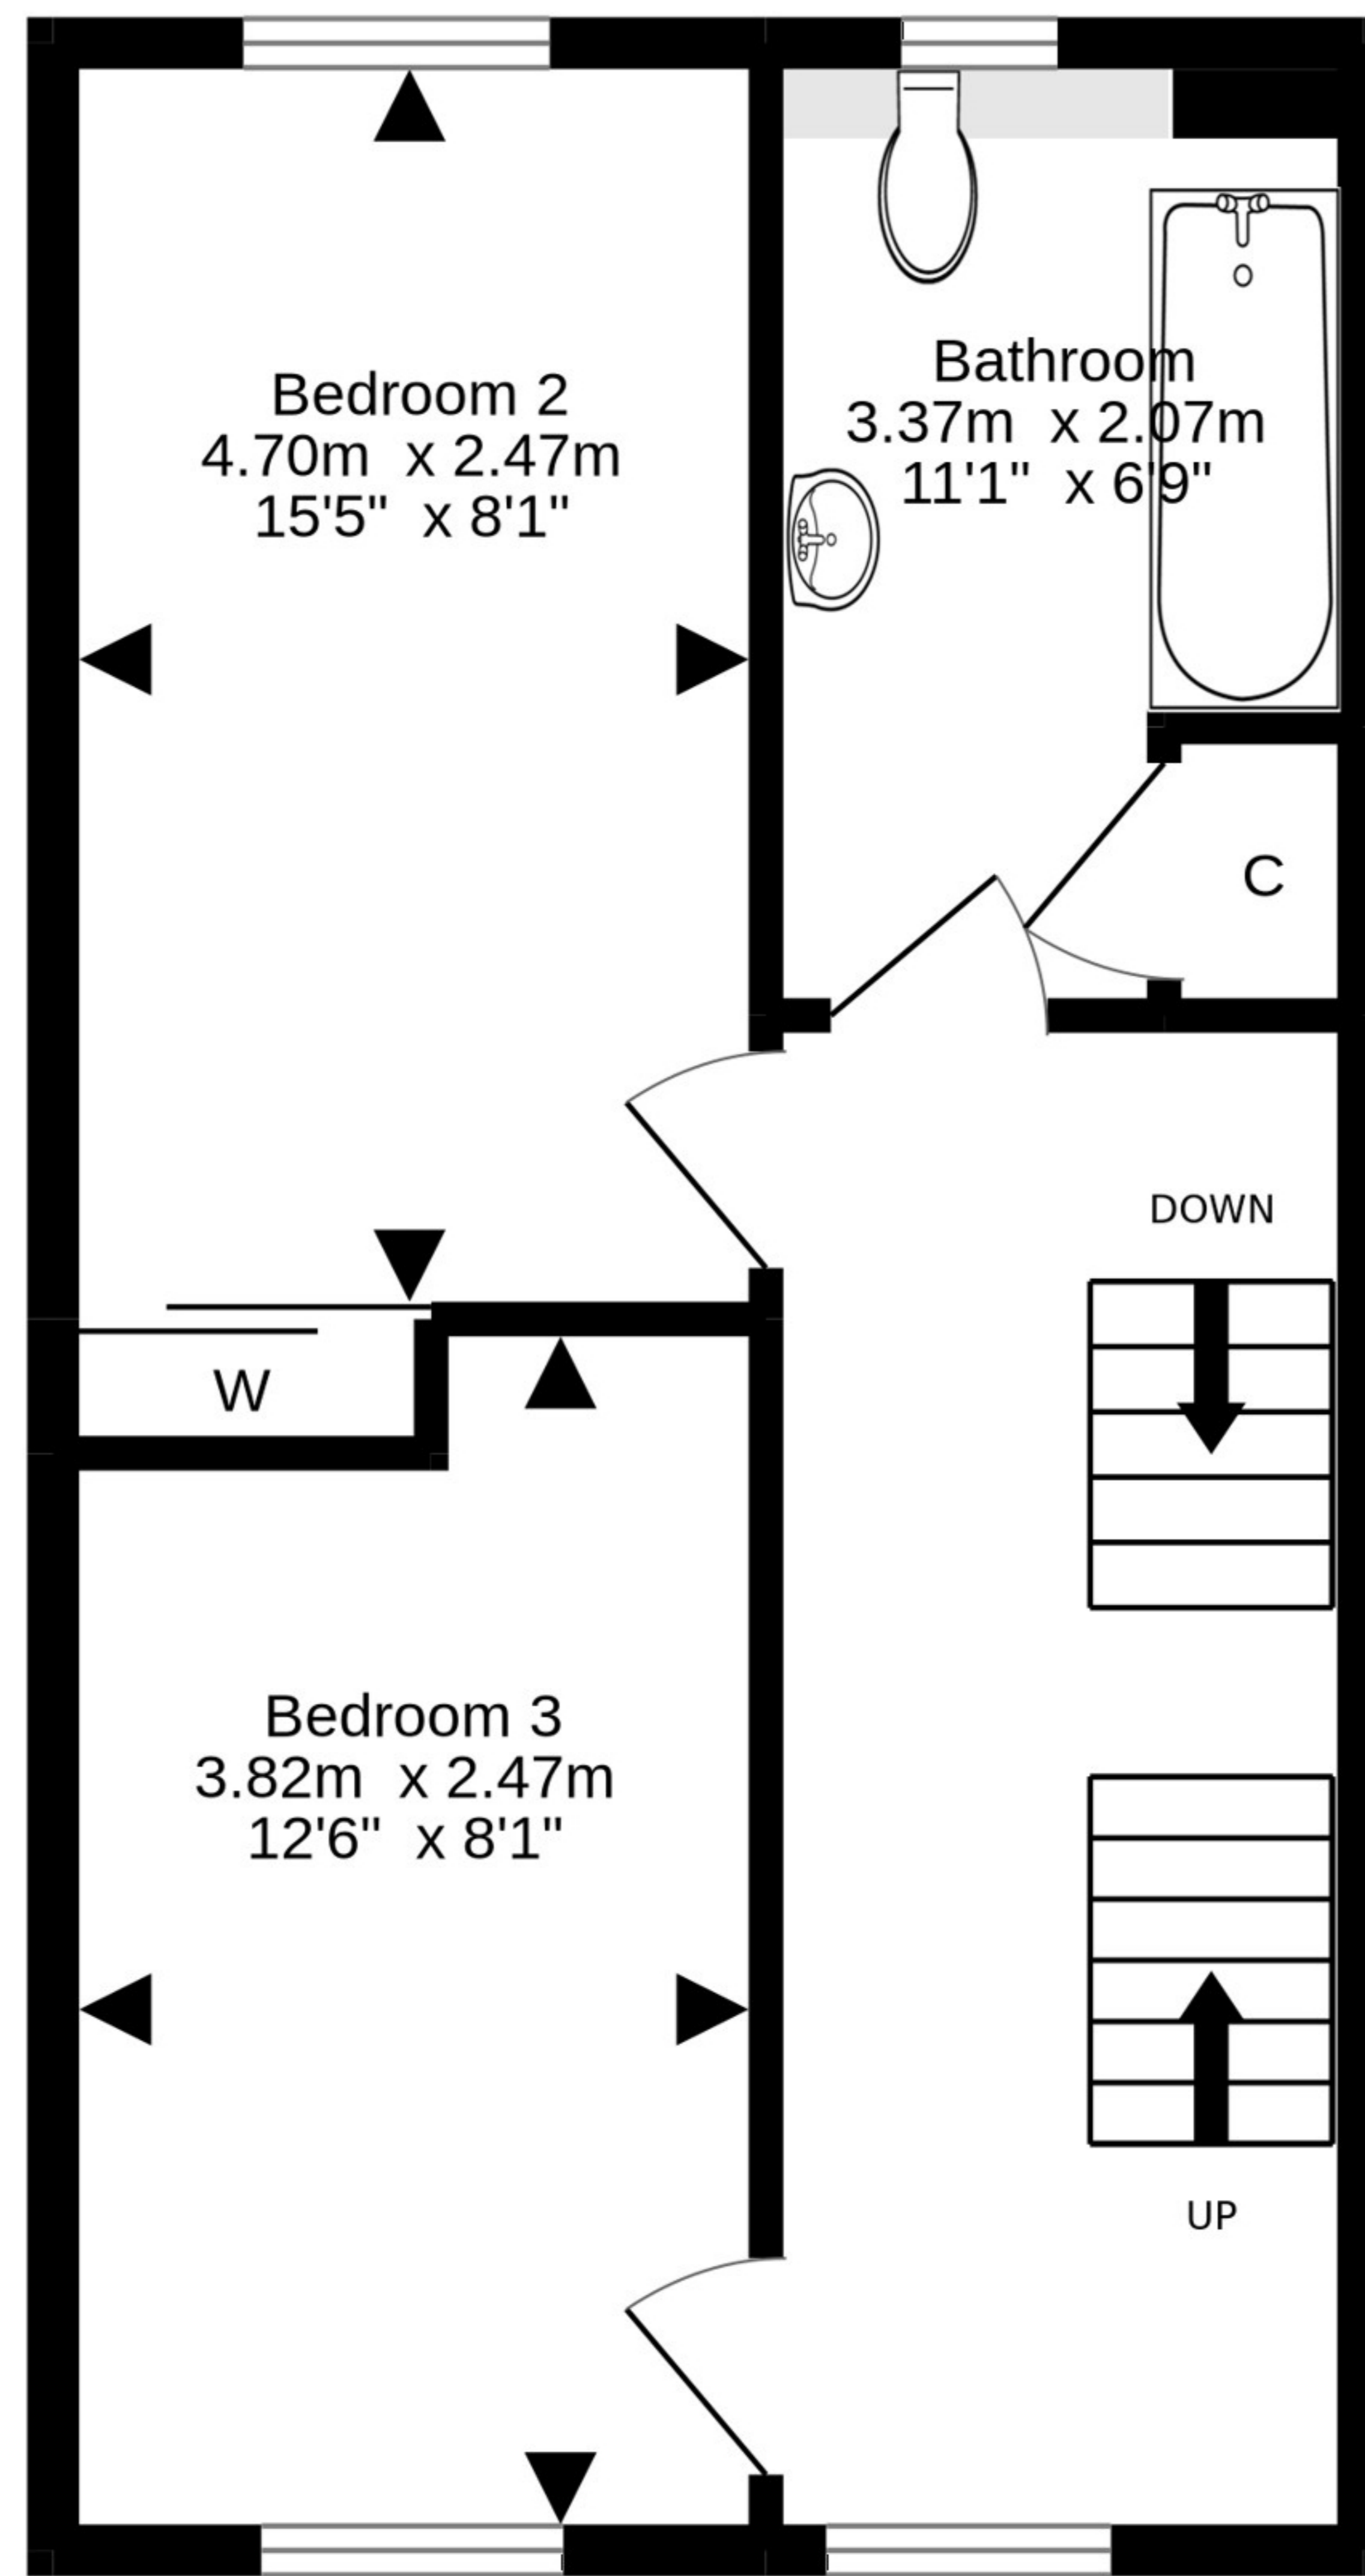 Bedroom 2
4.70m x 2.47m
15'5" x 8'1"
Bathroom
3.37m x 2.07m
11'1" x 6'9"
C
DOWN
W
Bedroom 3
3.82m x 2.47m
12'6" x 8'1"
UP